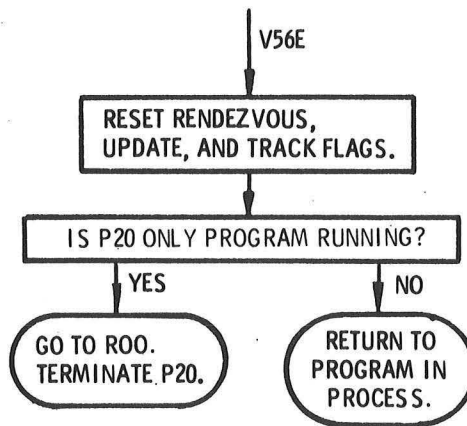 V56E
RESET RENDEZVOUS,
UPDATE, AND TRACK FLAGS.
IS P20 ONLY PROGRAM RUNNING?
YES
NO
GO TO ROO.
TERMINATE P20.
RETURN TO
PROGRAM IN
PROCESS.